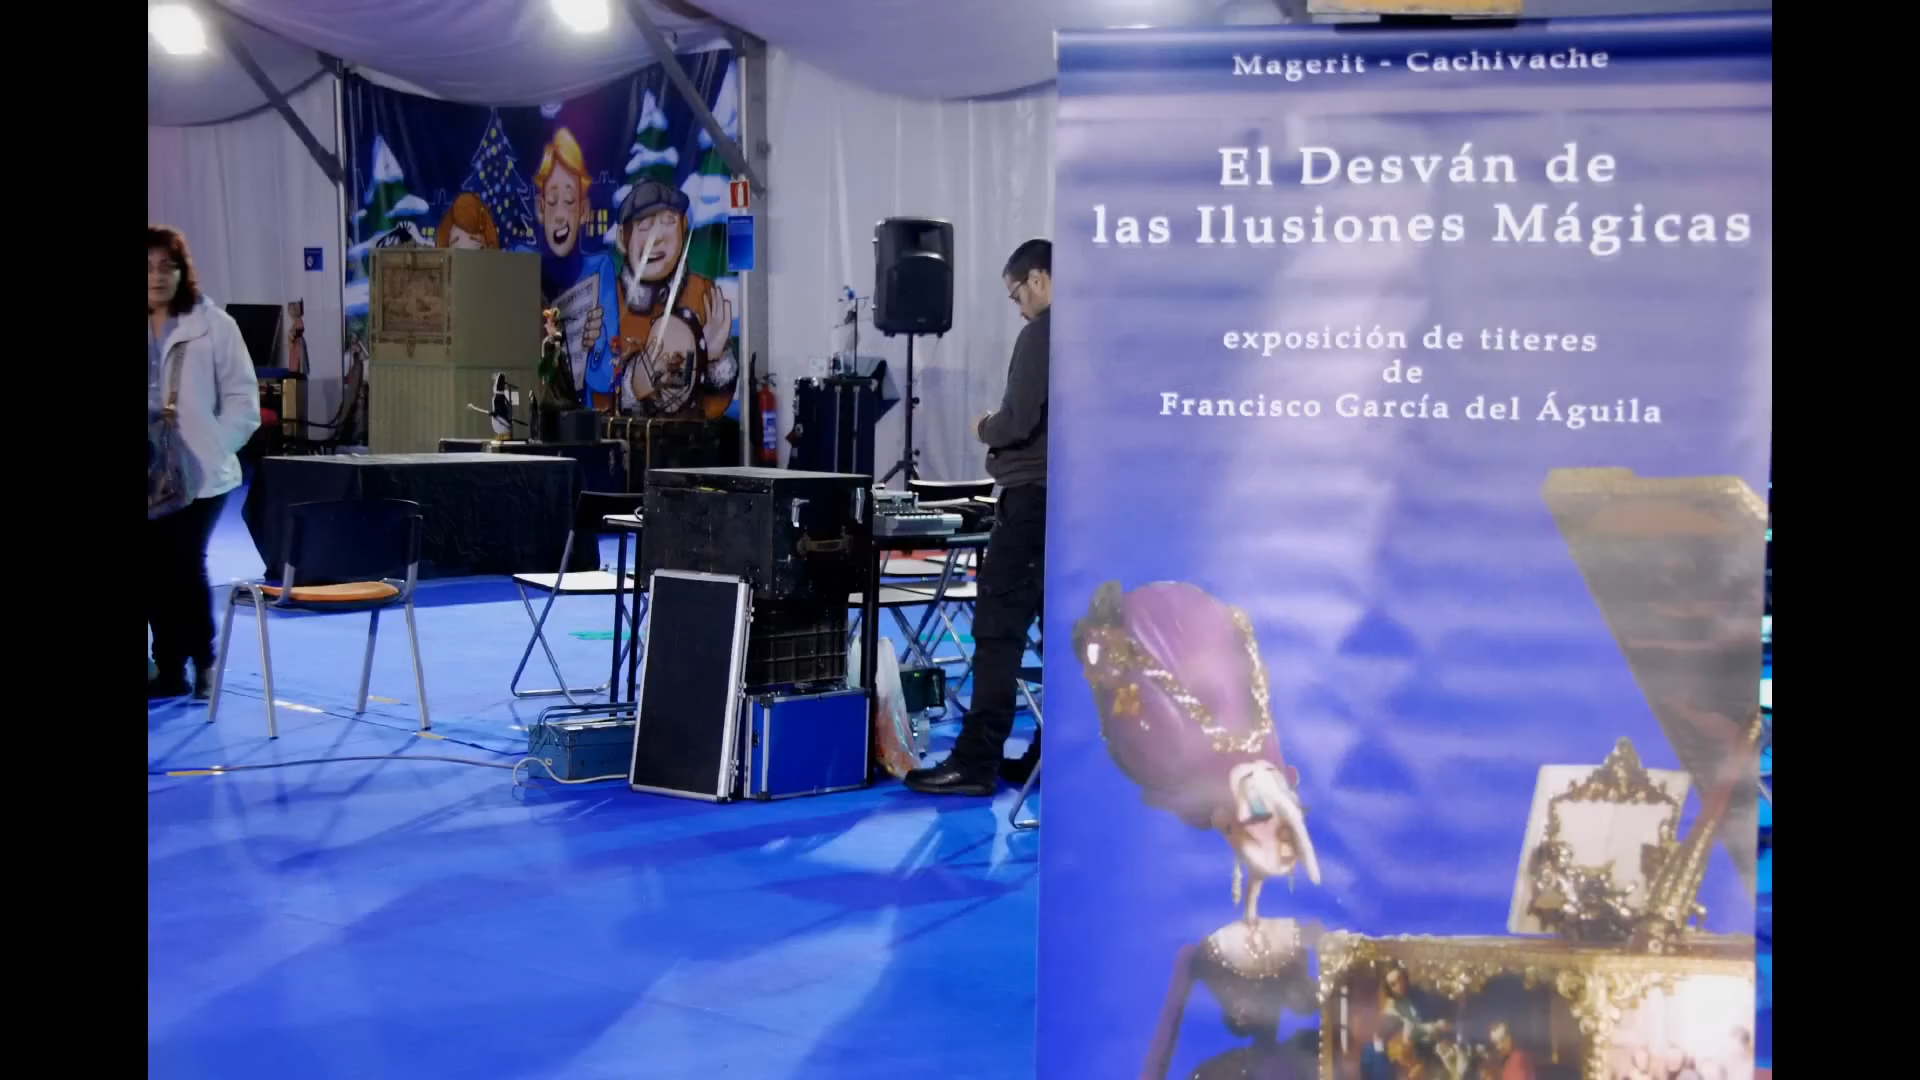 Magerit - Cachivache
El Desván de
las Ilusiones Mágicas
exposición de titeres
de
Francisco García del Águila